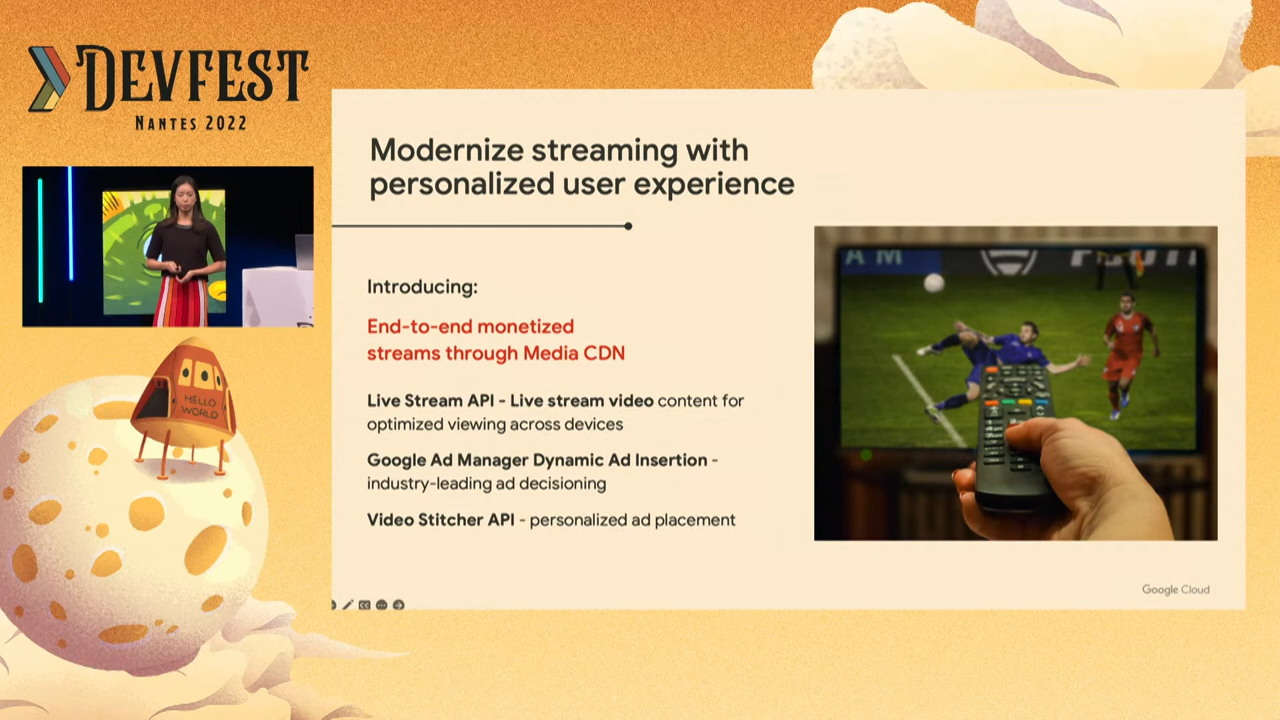 DEVFEST
NANTES 2022
Modernize streaming with
personalized user experience
Introducing:
End-to-end monetized
streams through Media CDN
Live Stream API - Live stream video content for
optimized viewing across devices
Google Ad Manager Dynamic Ad Insertion -
industry-leading ad decisioning
Video Stitcher API - personalized ad placement
Google Cloud
HELLO
WORLD
A M